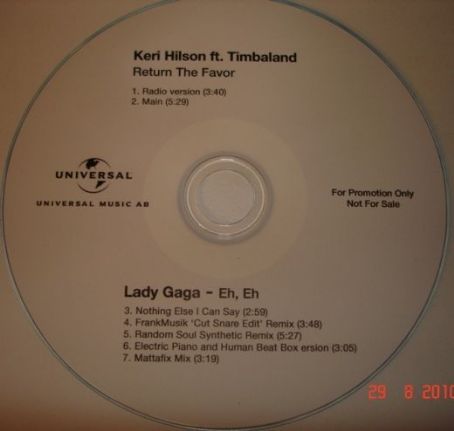 Keri Hilson ft. Timbaland
Return The Favor
1. Radio version (3:40)
2. Main (5:29)
UNIVERSAL
UNIVERSAL MUSIC AB
For Promotion Only
Not For Sale
Lady Gaga - Eh, Eh
3. Nothing Else I Can Say (2:59)
4. FrankMusik 'Cut Snare Edit' Remix (3:48)
5. Random Soul Synthetic Remix (5:27)
6. Electric Piano and Human Beat Box ersion (3:05)
7. Mattafix Mix (3:19)
29 8 2010